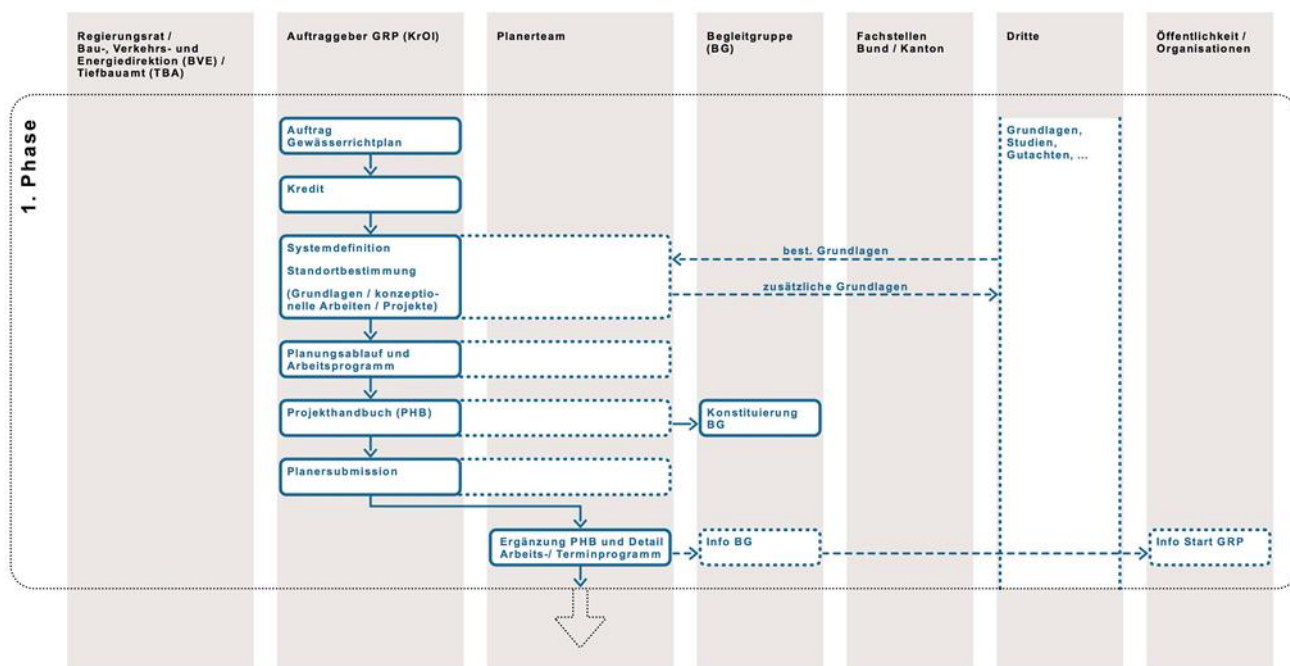 Regierungsrat /
Bau-, Verkehrs- und
Energiedirektion (BVE) /
Tiefbauamt (TBA)
Auftraggeber GRP (KrOI)
Planerteam
Begleitgruppe
(BG)
Fachstellen
Bund / Kanton
Dritte
Öffentlichkeit /
Organisationen
1. Phase
Auftrag
Gewässerrichtplan
Grundlagen,
Studien,
Gutachten, ...
Kredit
Systemdefinition
Standortbestimmung
(Grundlagen / konzeptio-
nelle Arbeiten / Projekte)
best. Grundlagen
zusätzliche Grundlagen
Planungsablauf und
Arbeitsprogramm
Projekthandbuch (PHB)
Konstituierung
BG
Planersubmission
Ergänzung PHB und Detail
Arbeits-/ Terminprogramm
Info BG
Info Start GRP